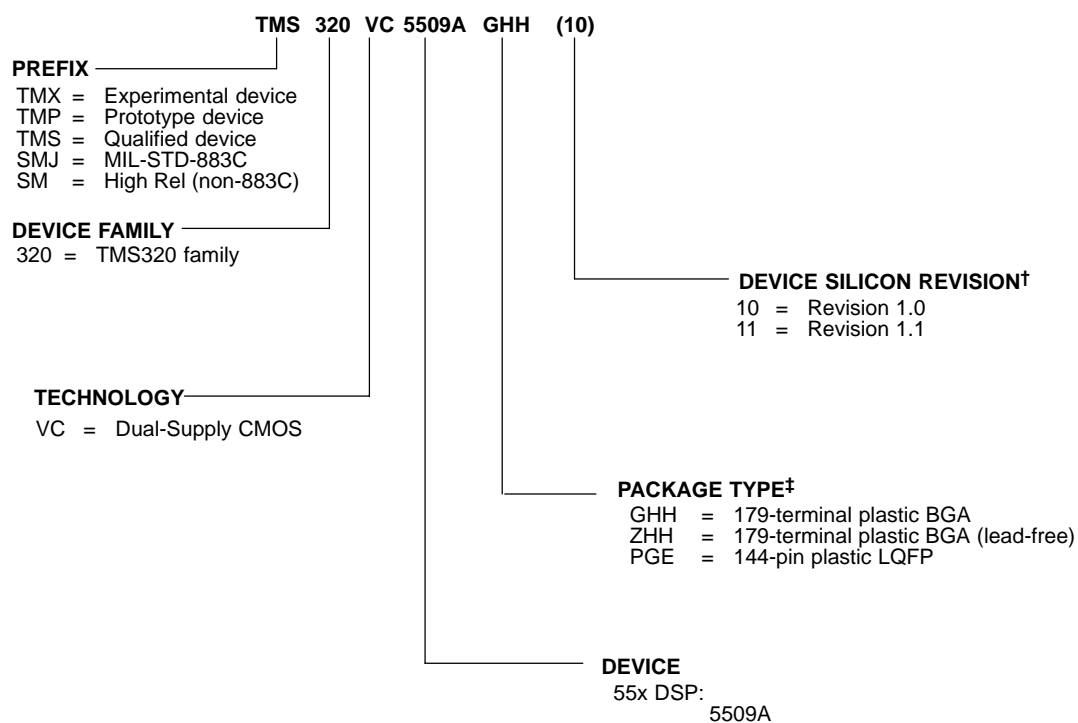 TMS 320 VC 5509A GHH (10)
PREFIX
TMX = Experimental device
TMP = Prototype device
TMS = Qualified device
SMJ = MIL-STD-883C
SM = High Rel (non-883C)
DEVICE FAMILY
320 = TMS320 family
DEVICE SILICON REVISION†
10 = Revision 1.0
11 = Revision 1.1
TECHNOLOGY
VC = Dual-Supply CMOS
PACKAGE TYPE‡
GHH = 179-terminal plastic BGA
ZHH = 179-terminal plastic BGA (lead-free)
PGE = 144-pin plastic LQFP
DEVICE
55x DSP:
5509A